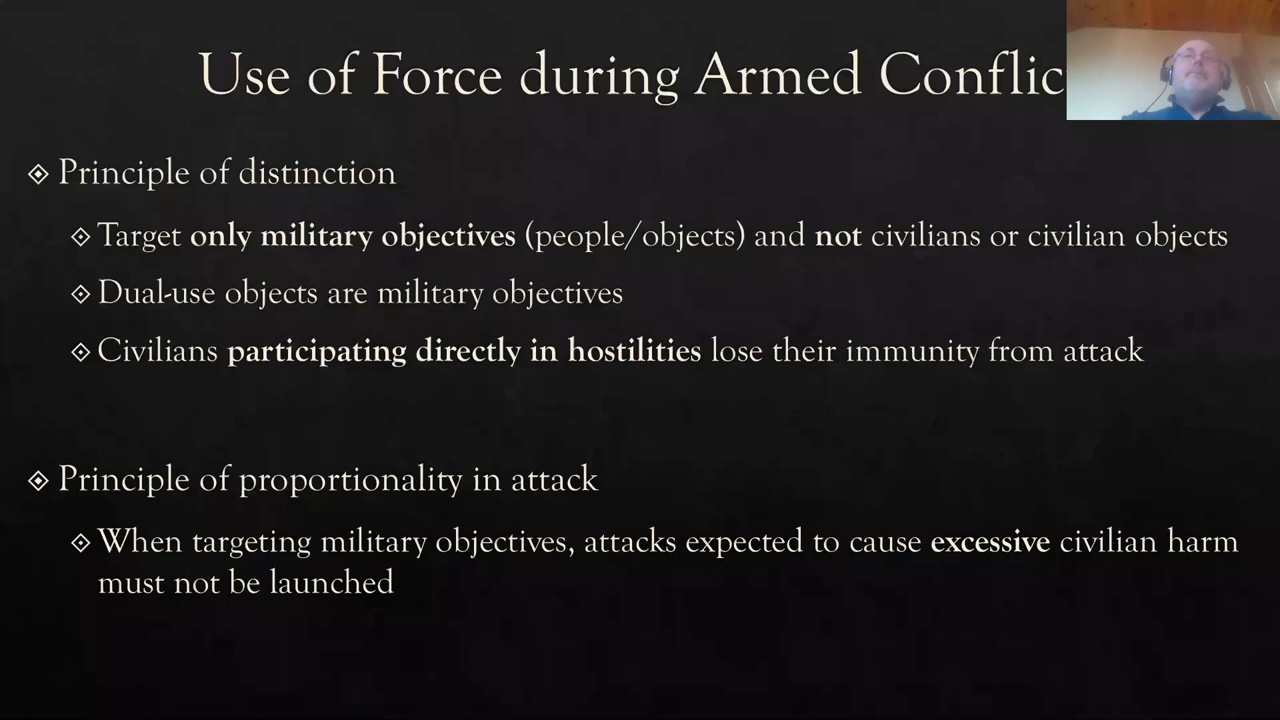 Use of Force during Armed Conflic
Principle of distinction
Target only military objectives (people/objects) and not civilians or civilian objects
Dual-use objects are military objectives
Civilians participating directly in hostilities lose their immunity from attack
Principle of proportionality in attack
When targeting military objectives, attacks expected to cause excessive civilian harm
must not be launched